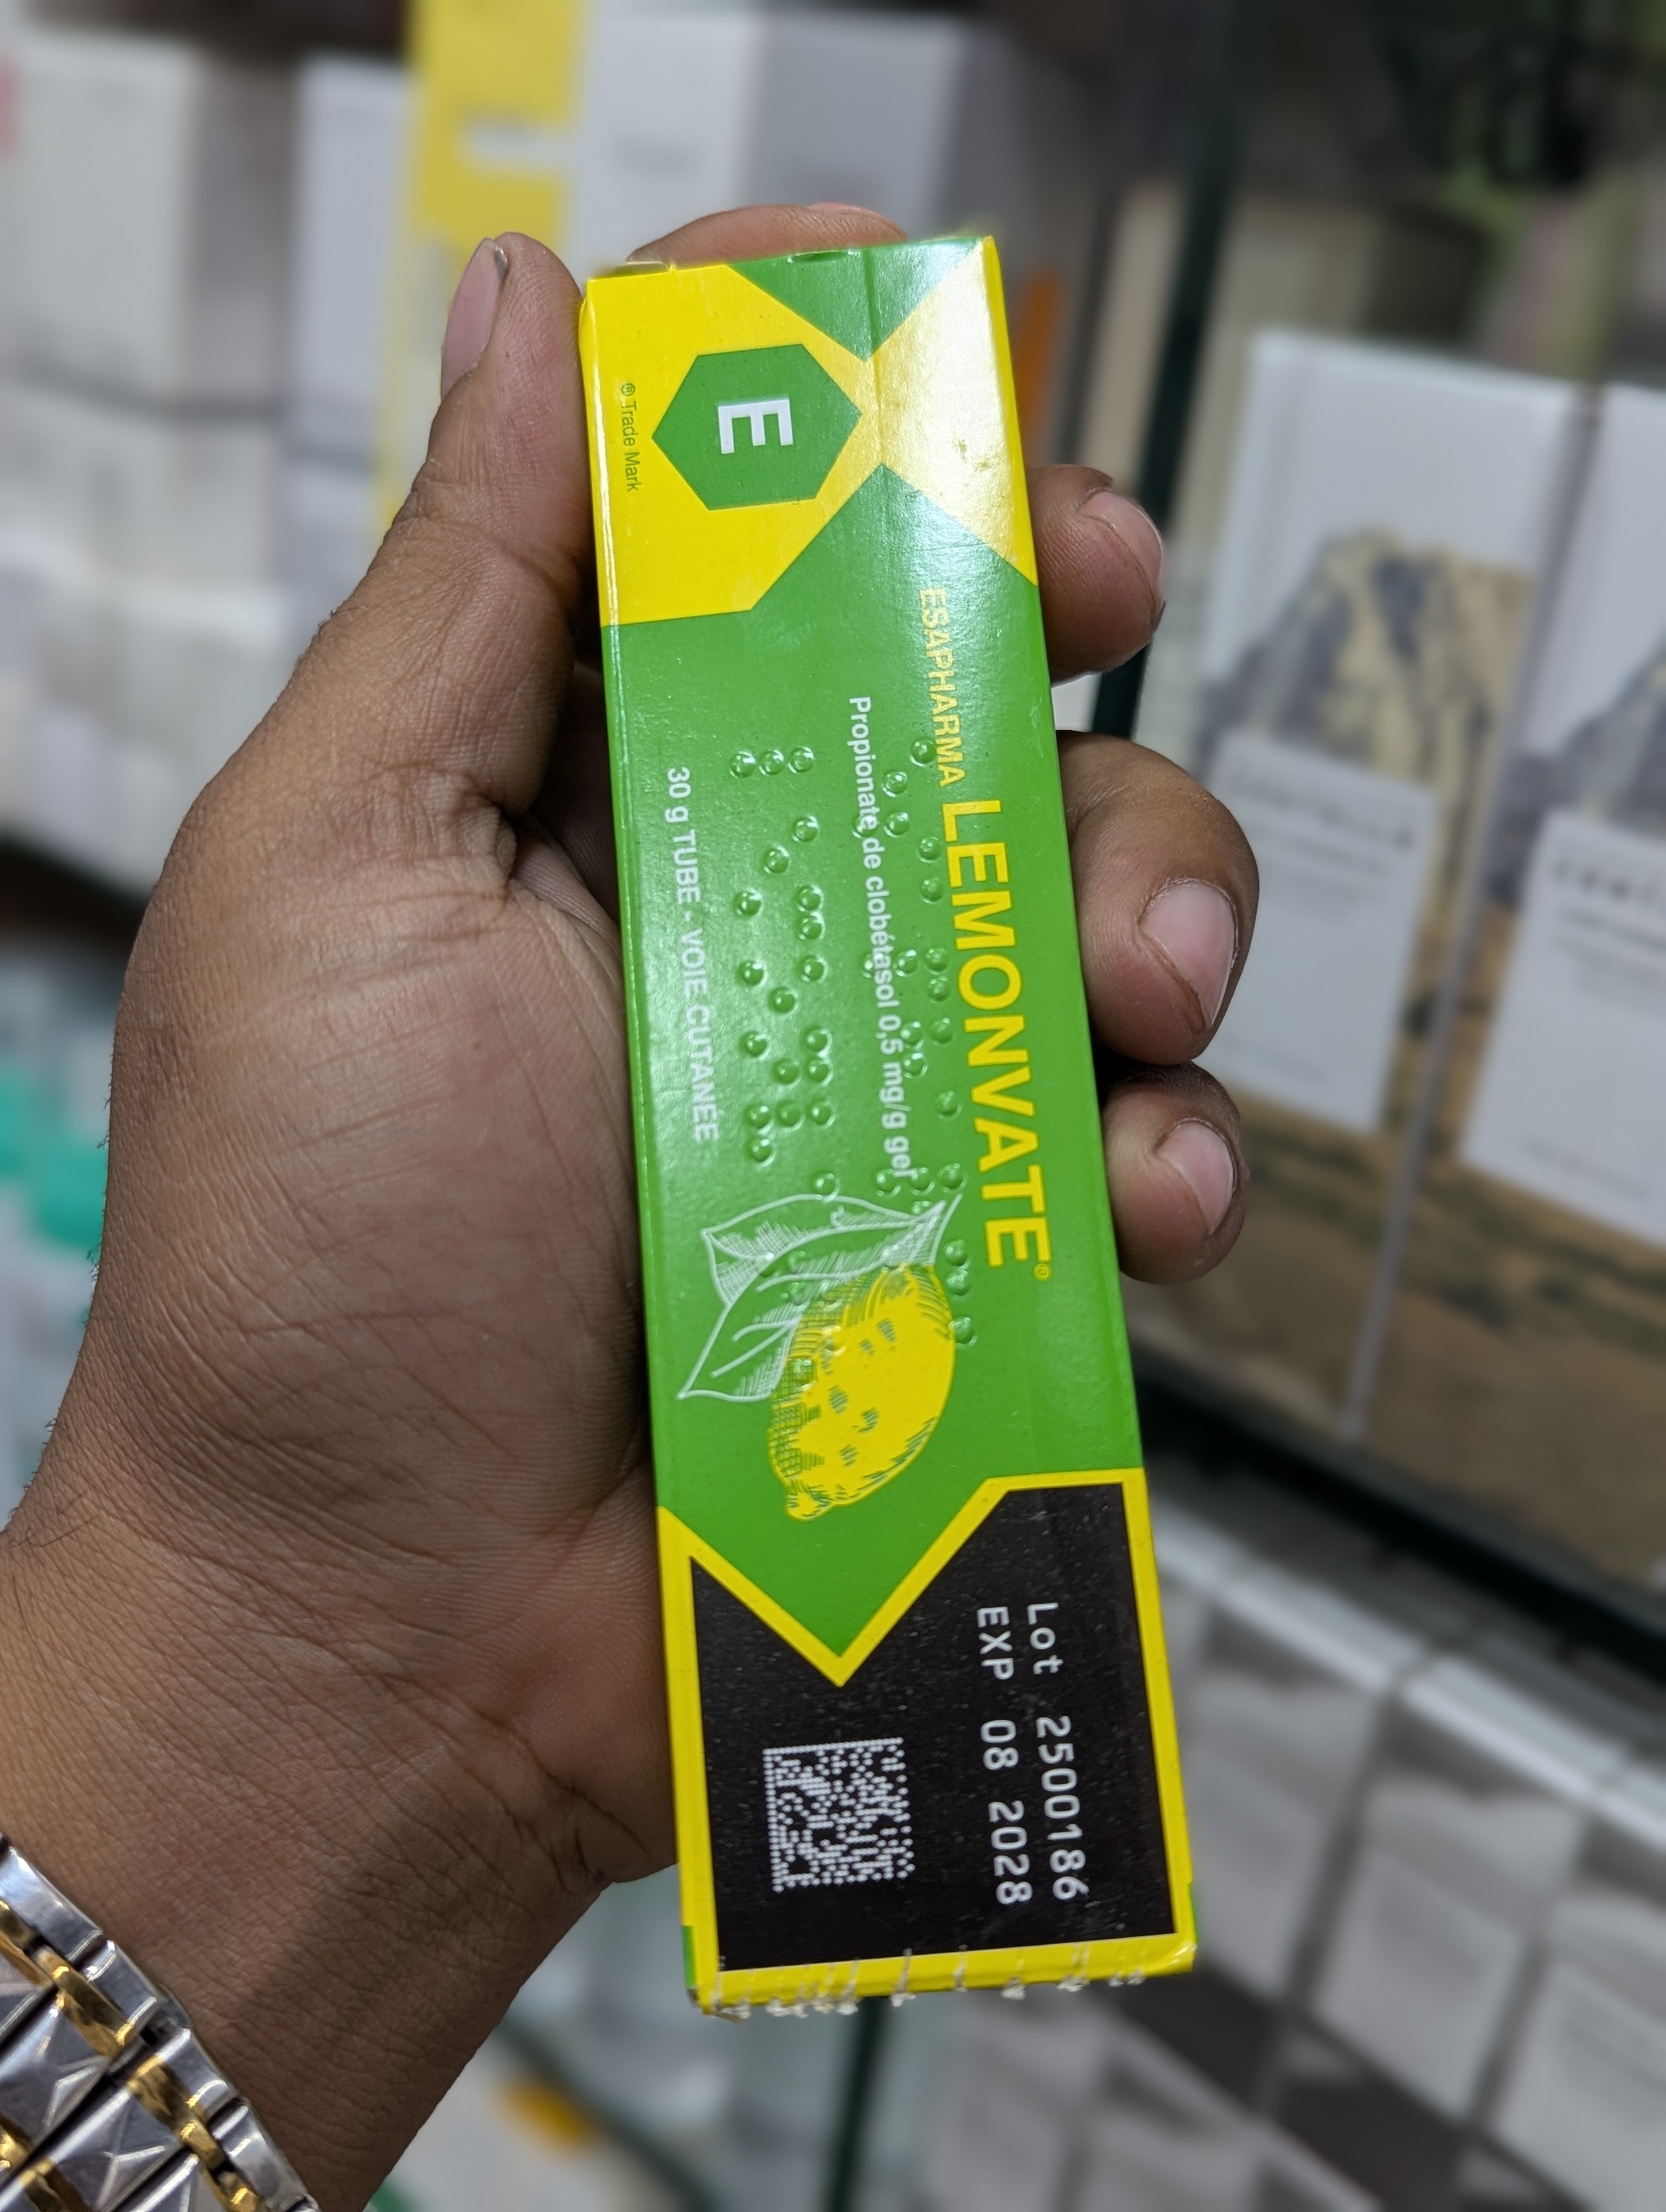 E
® Trade Mark
ESAPHARMA LEMONVATE®
Propionate de clobétasol 0,5 mg/g gel
30 g TUBE - VOIE CUTANÉE
Lot 2500186
EXP 08 2028